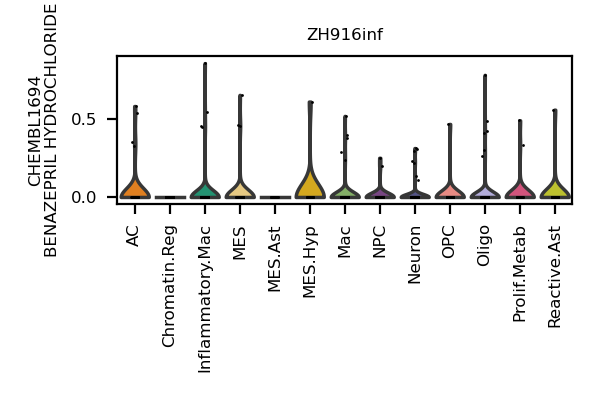 ZH916inf
CHEMBL1694
BENAZEPRIL HYDROCHLORIDE
0.5
0.0
AC
Chromatin.Reg
Inflammatory.Mac
MES
MES.Ast
MES.Hyp
Mac
NPC
Neuron
OPC
Oligo
Prolif.Metab
Reactive.Ast